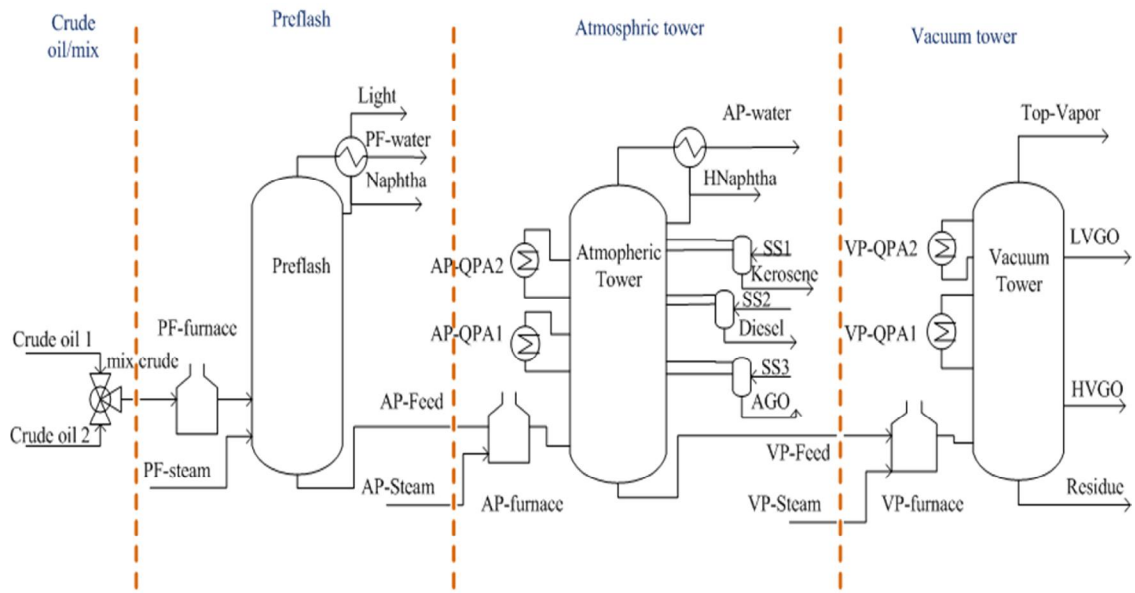 Crude
oil/mix
Preflash
Atmosphric tower
Vacuum tower
Crude oil 1
mix crude
Crude oil 2
PF-furnace
PF-steam
Preflash
Light
PF-water
Naphtha
AP-Feed
AP-Steam
AP-furnace
AP-QPA2
AP-QPA1
Atmopheric
Tower
AP-water
HNaphtha
SS1
Kerosene
SS2
Diesel
SS3
AGO
VP-Feed
VP-Steam
VP-furnace
VP-QPA2
VP-QPA1
Vacuum
Tower
Top-Vapor
LVGO
HVGO
Residue